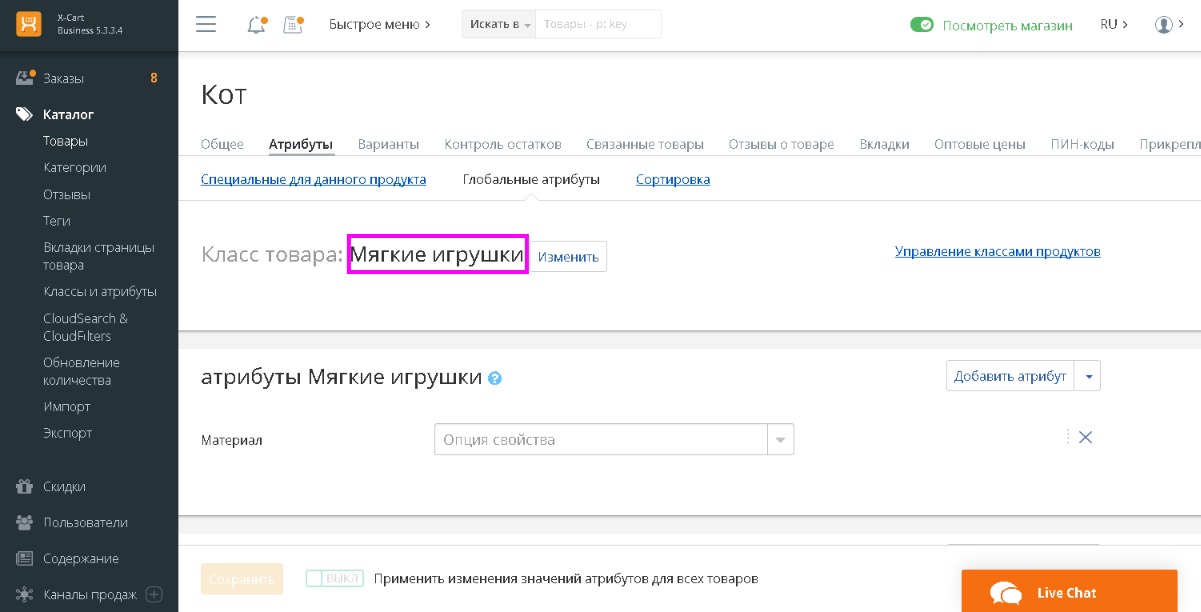 X-Cart
Business 5.3.3.4
Быстрое меню
Искать в
Товары - p: key
Посмотреть магазин
RU
Заказы
8
Каталог
Товары
Категории
Отзывы
Теги
Вкладки страницы
товара
Классы и атрибуты
CloudSearch &
CloudFilters
Обновление
количества
Импорт
Экспорт
Скидки
Пользователи
Содержание
Каналы продаж
Кот
Общее
Атрибуты
Варианты
Контроль остатков
Связанные товары
Отзывы о товаре
Вкладки
Оптовые цены
ПИН-коды
Прикрепл
Специальные для данного продукта
Глобальные атрибуты
Сортировка
Класс товара: Мягкие игрушки
Изменить
Управление классами продуктов
атрибуты Мягкие игрушки ?
Добавить атрибут
Материал
Опция свойства
Сохранить
ВЫКЛ
Применить изменения значений атрибутов для всех товаров
Live Chat